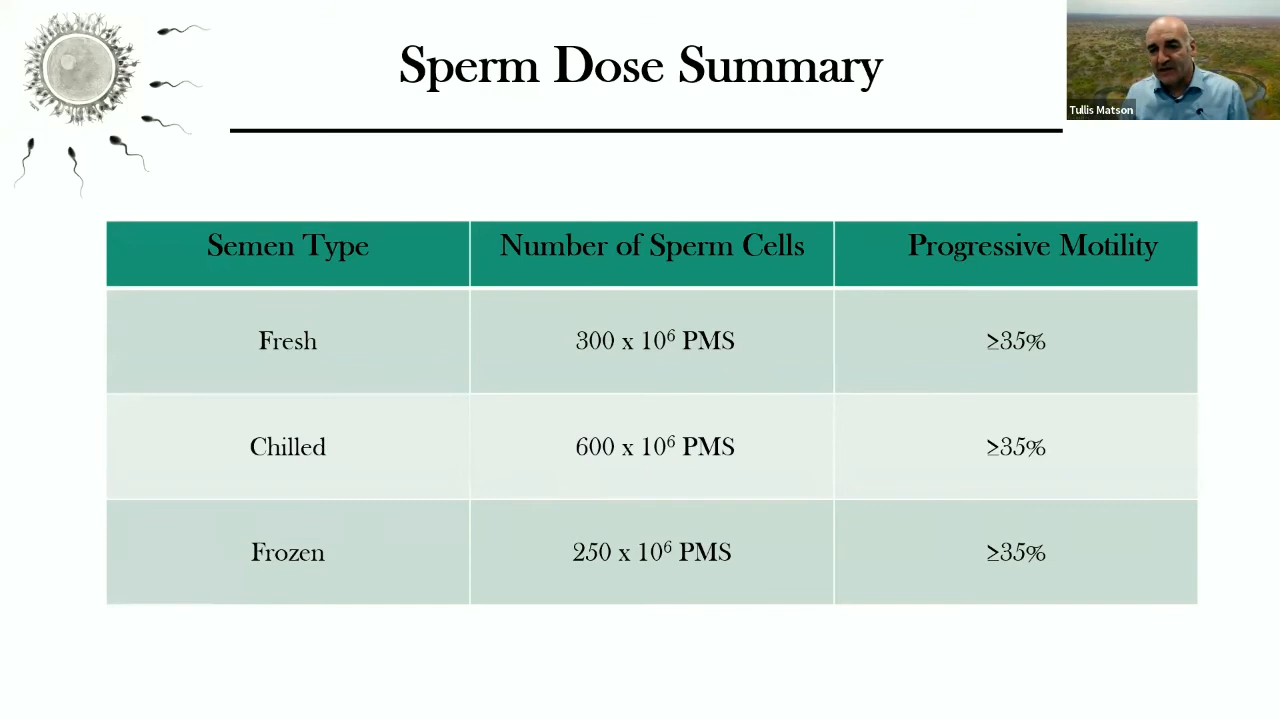 Sperm Dose Summary
Tullis Matson
Semen Type Number of Sperm Cells Progressive Motility
Fresh 300 x 10⁶ PMS ≥35%
Chilled 600 x 10⁶ PMS ≥35%
Frozen 250 x 10⁶ PMS ≥35%